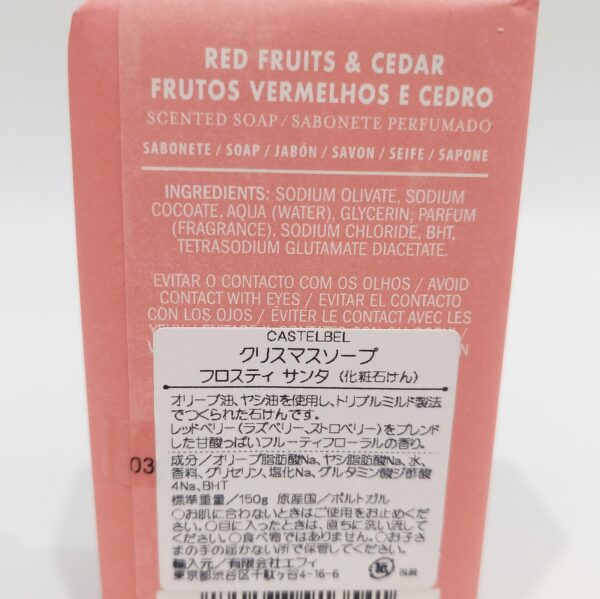 RED FRUITS & CEDAR
FRUTOS VERMELHOS E CEDRO
SCENTED SOAP / SABONETE PERFUMADO
SABONETE / SOAP / JABÓN / SAVON / SEIFE / SAPONE
INGREDIENTS: SODIUM OLIVATE, SODIUM
COCOATE, AQUA (WATER), GLYCERIN, PARFUM
(FRAGRANCE), SODIUM CHLORIDE, BHT,
TETRASODIUM GLUTAMATE DIACETATE.
EVITAR O CONTACTO COM OS OLHOS / AVOID
CONTACT WITH EYES / EVITAR EL CONTACTO
CON LOS OJOS / ÉVITER LE CONTACT AVEC LES
CASTELBEL
クリスマスソープ
フロスティ サンタ (化粧石けん)
オリーブ油、ヤシ油を使用し、トリプルミルド製法
でつくられた石けんです。
レッドベリー(ラズベリー、ストロベリー)をブレンド
した甘酸っぱいフルーティフローラルの香り。
03
成分/オリーブ脂肪酸Na、ヤシ脂肪酸Na、水、
香料、グリセリン、塩化Na、グルタミン酸ジ酢酸
4Na、BHT
標準重量/150g 原産国/ポルトガル
○お肌に合わないときはご使用をお止めくだ
さい。○目に入ったときは、直ちに洗い流して
ください。○食べ物ではありません。○お子さ
まの手の届かない所で保管してください。
輸入元/有限会社エフィ
東京都渋谷区千駄ヶ谷4-16-6